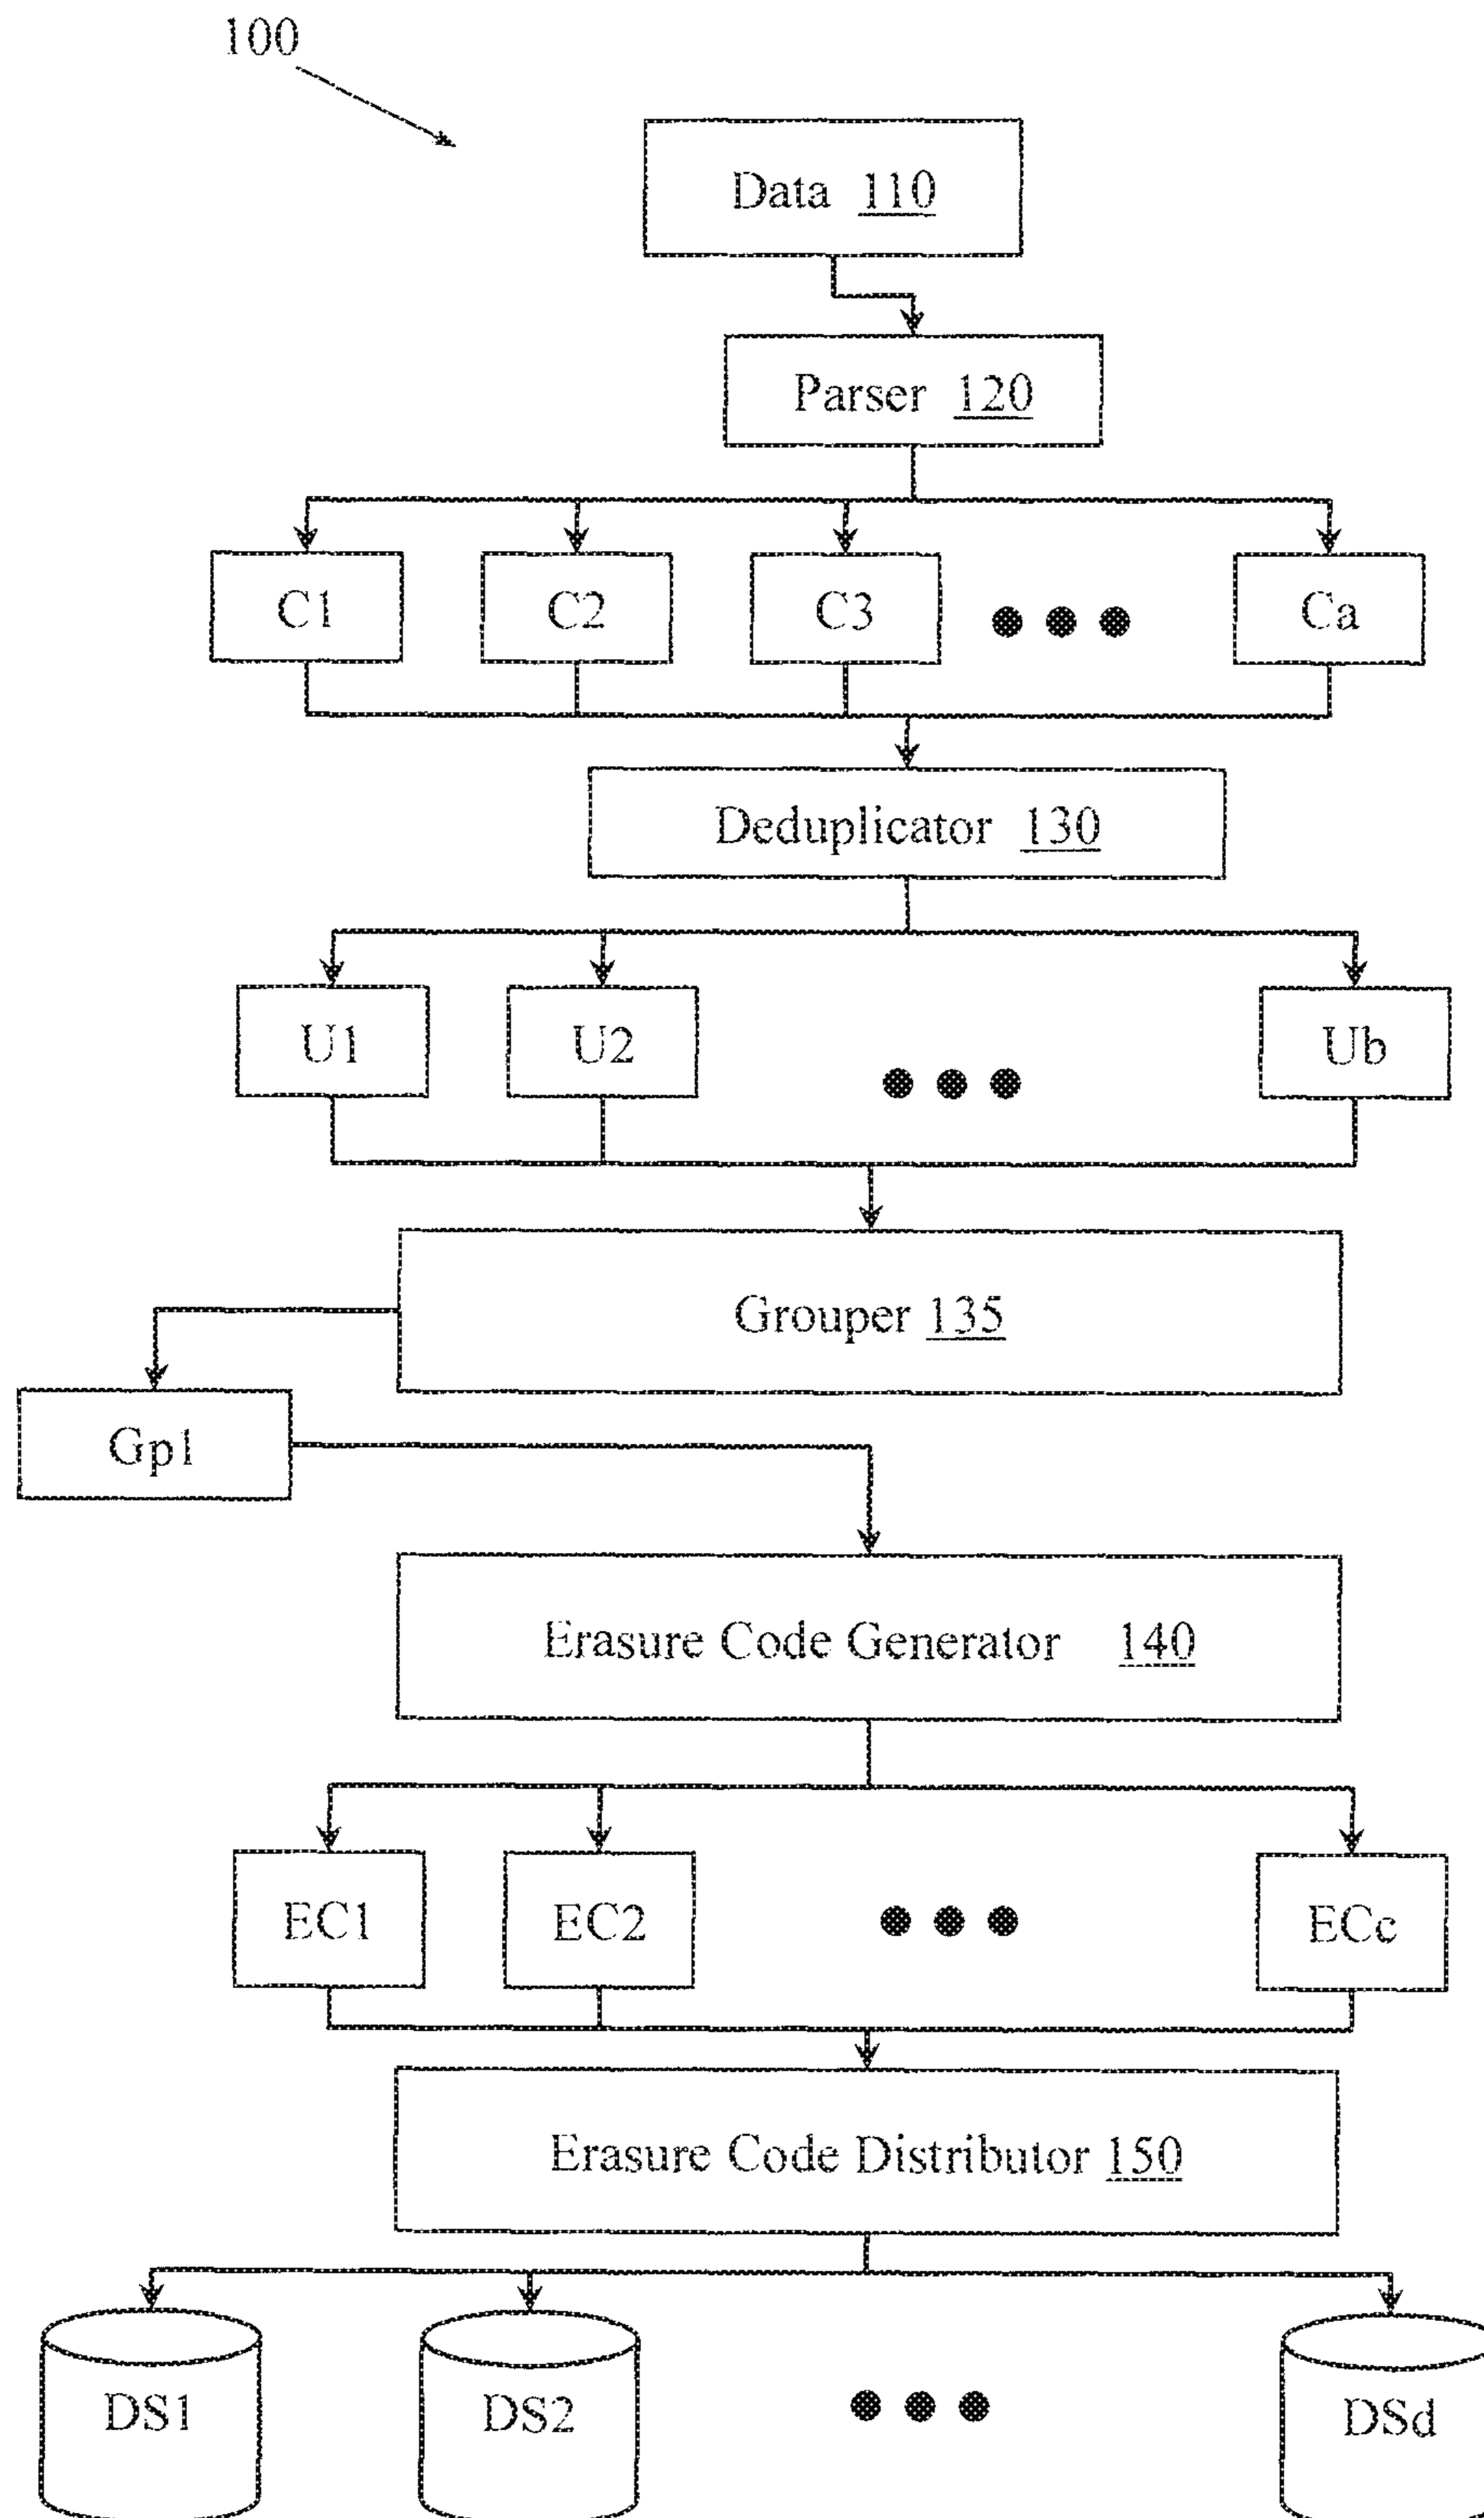 100
Data 110
Parser 120
C1 C2 C3 Ca
Deduplicator 130
U1 U2 Ub
Grouper 135
Gp1
Erasure Code Generator 140
EC1 EC2 ECc
Erasure Code Distributor 150
DS1 DS2 DSd